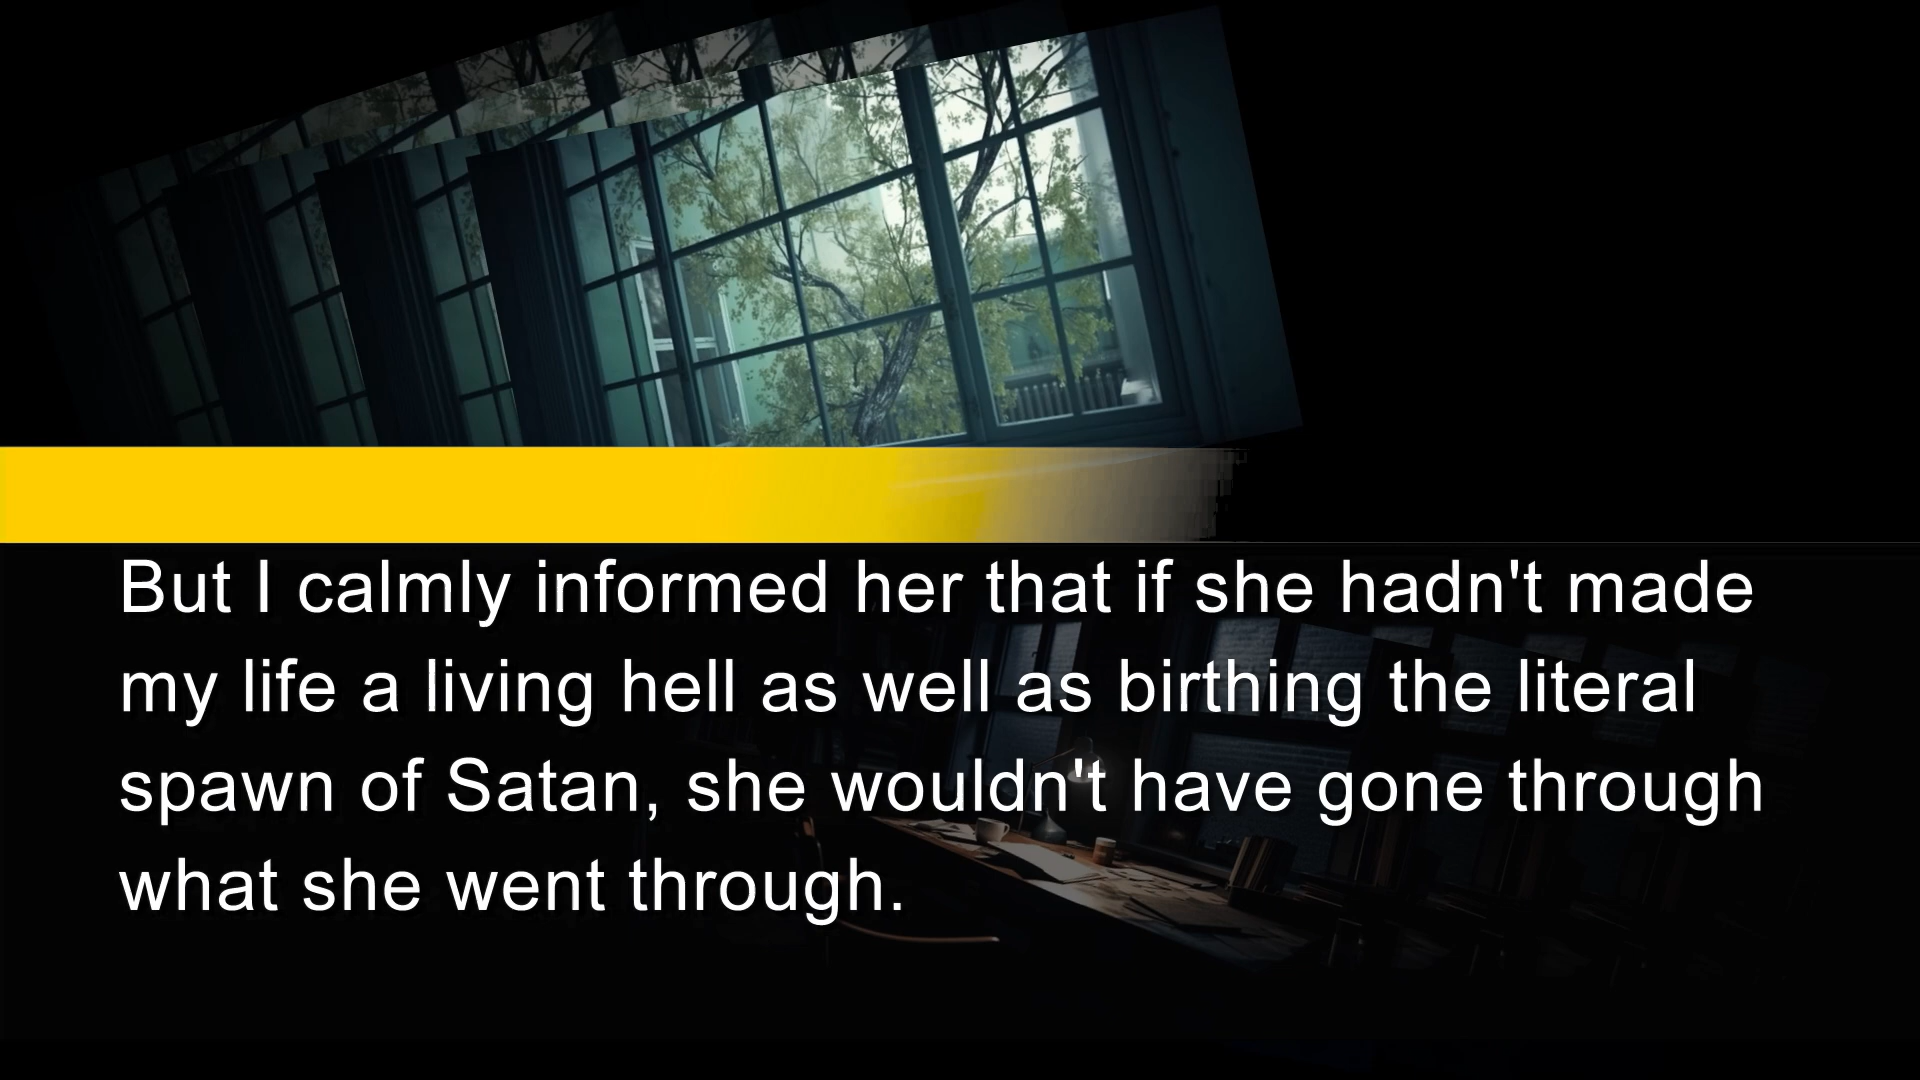 But I calmly informed her that if she hadn't made
my life a living hell as well as birthing the literal
spawn of Satan, she wouldn't have gone through
what she went through.